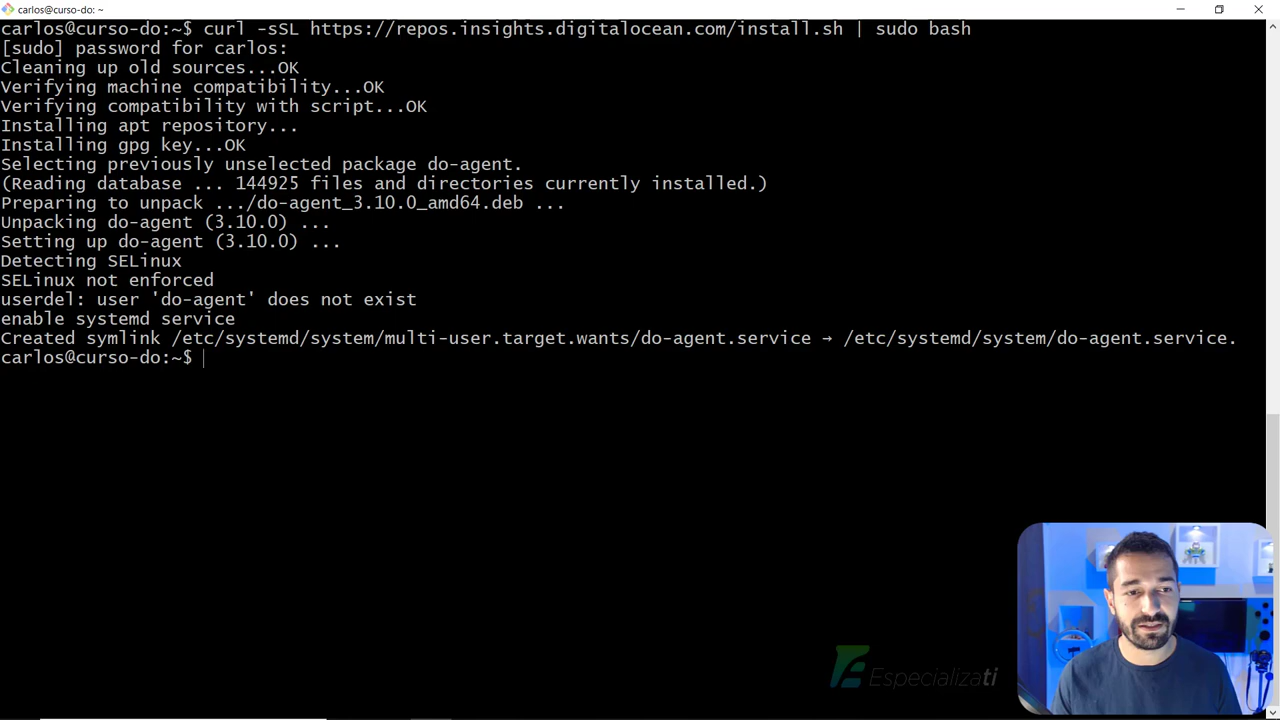 carlos@curso-do: ~
carlos@curso-do:~$ curl -sSL https://repos.insights.digitalocean.com/install.sh | sudo bash
[sudo] password for carlos:
Cleaning up old sources...OK
Verifying machine compatibility...OK
Verifying compatibility with script...OK
Installing apt repository...
Installing gpg key...OK
Selecting previously unselected package do-agent.
(Reading database ... 144925 files and directories currently installed.)
Preparing to unpack .../do-agent_3.10.0_amd64.deb ...
Unpacking do-agent (3.10.0) ...
Setting up do-agent (3.10.0) ...
Detecting SELinux
SELinux not enforced
userdel: user 'do-agent' does not exist
enable systemd service
Created symlink /etc/systemd/system/multi-user.target.wants/do-agent.service → /etc/systemd/system/do-agent.service.
carlos@curso-do:~$
Especializati